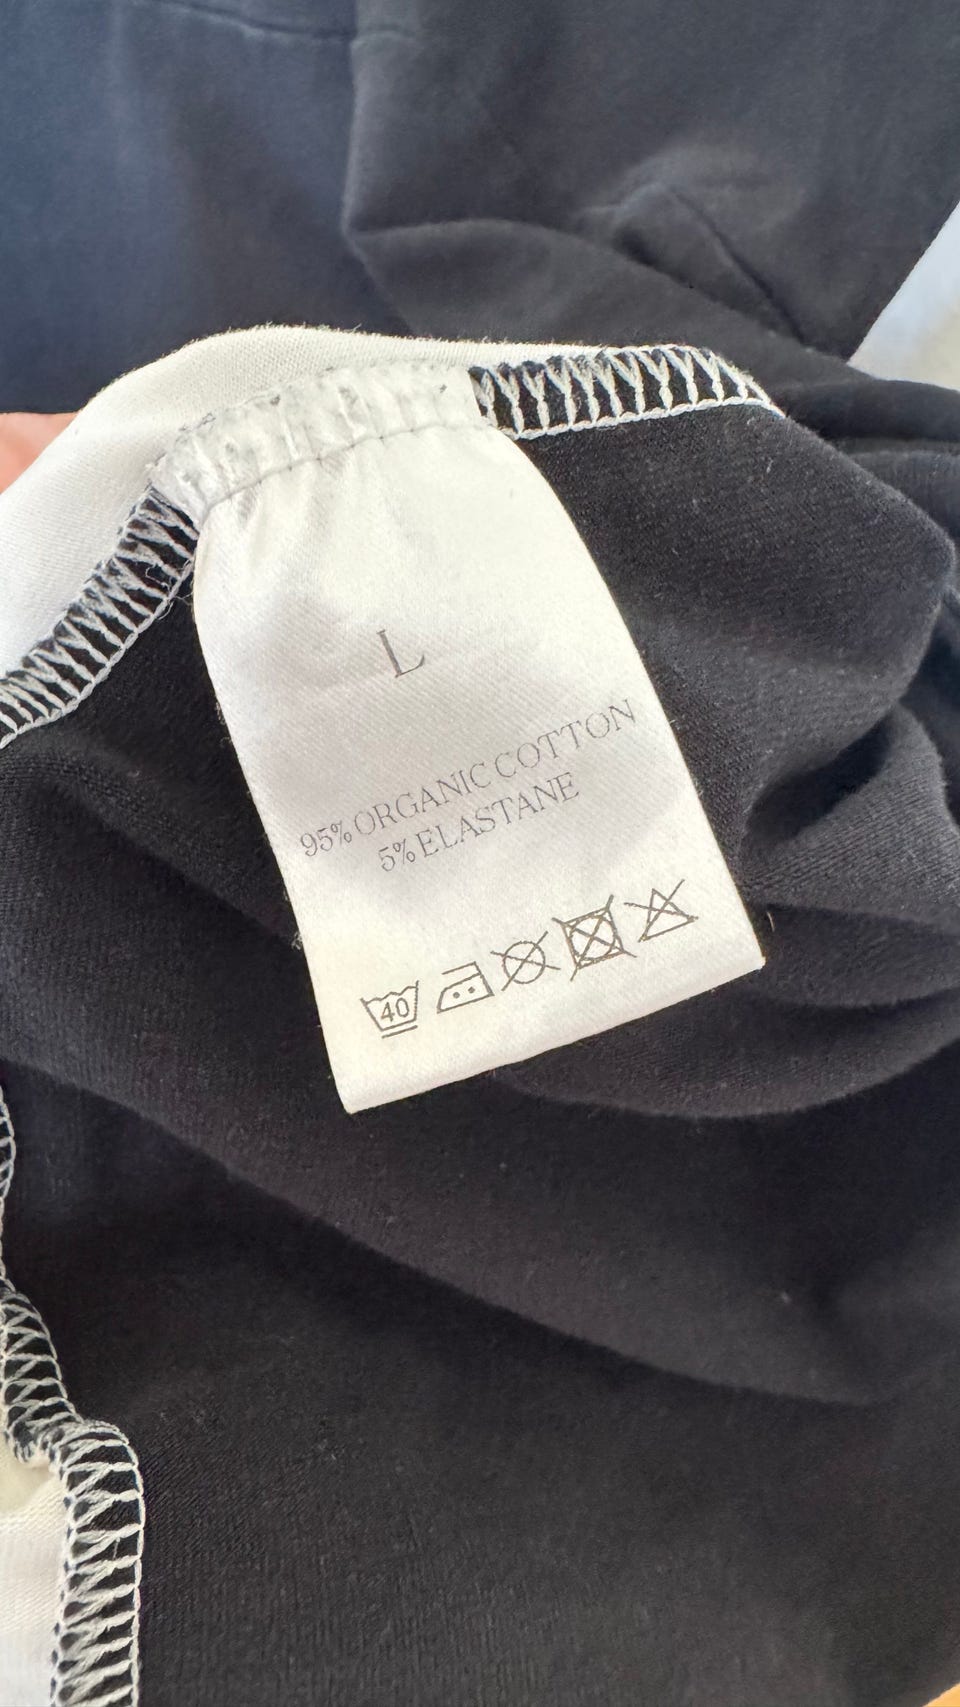 L
95% ORGANIC COTTON
5% ELASTANE
40